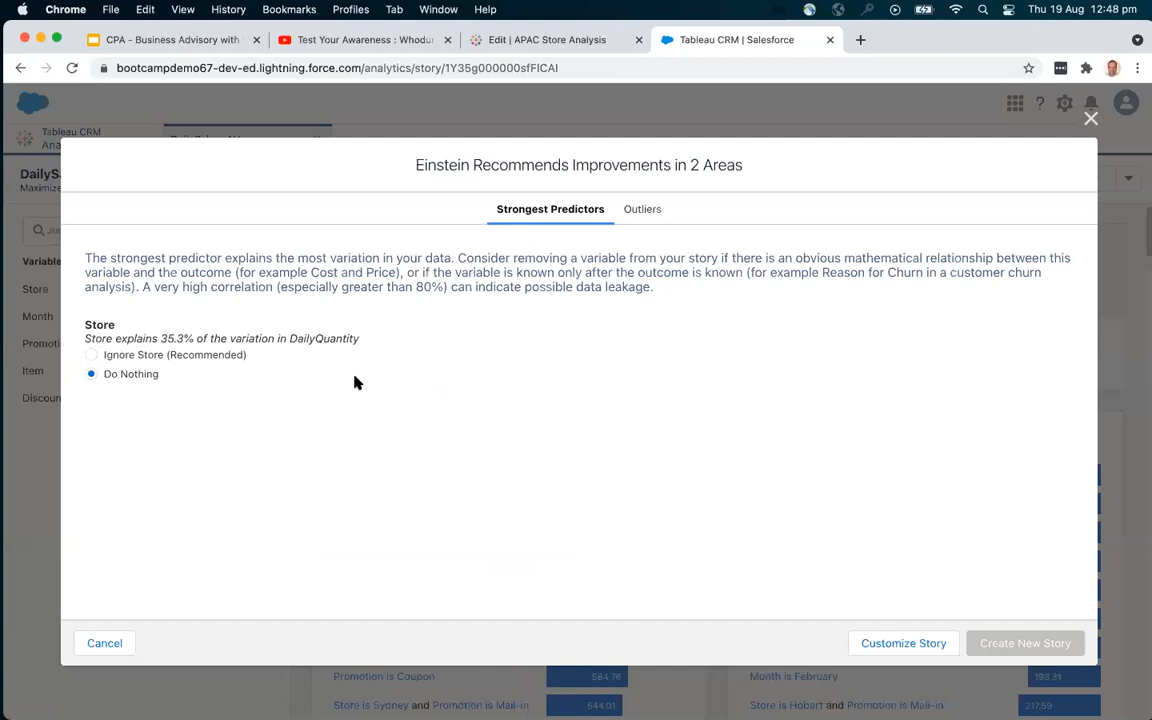 Chrome File Edit View History Bookmarks Profiles Tab Window Help Thu 19 Aug 12:48 pm
CPA - Business Advisory with Test Your Awareness : Whodu Edit | APAC Store Analysis Tableau CRM | Salesforce
bootcampdemo67-dev-ed.lightning.force.com/analytics/story/1Y35g000000sfFICAI
Tableau CRM
DailyS
Maximiz
Variable
Store
Month
Promoti
Item
Discoun
Einstein Recommends Improvements in 2 Areas
Strongest Predictors Outliers
The strongest predictor explains the most variation in your data. Consider removing a variable from your story if there is an obvious mathematical relationship between this
variable and the outcome (for example Cost and Price), or if the variable is known only after the outcome is known (for example Reason for Churn in a customer churn
analysis). A very high correlation (especially greater than 80%) can indicate possible data leakage.
Store
Store explains 35.3% of the variation in DailyQuantity
Ignore Store (Recommended)
Do Nothing
Cancel Customize Story Create New Story
Promotion is Coupon 584.76 Month is February 198.31
Store is Sydney and Promotion is Mail-in 544.01 Store is Hobart and Promotion is Mail-in 217.59